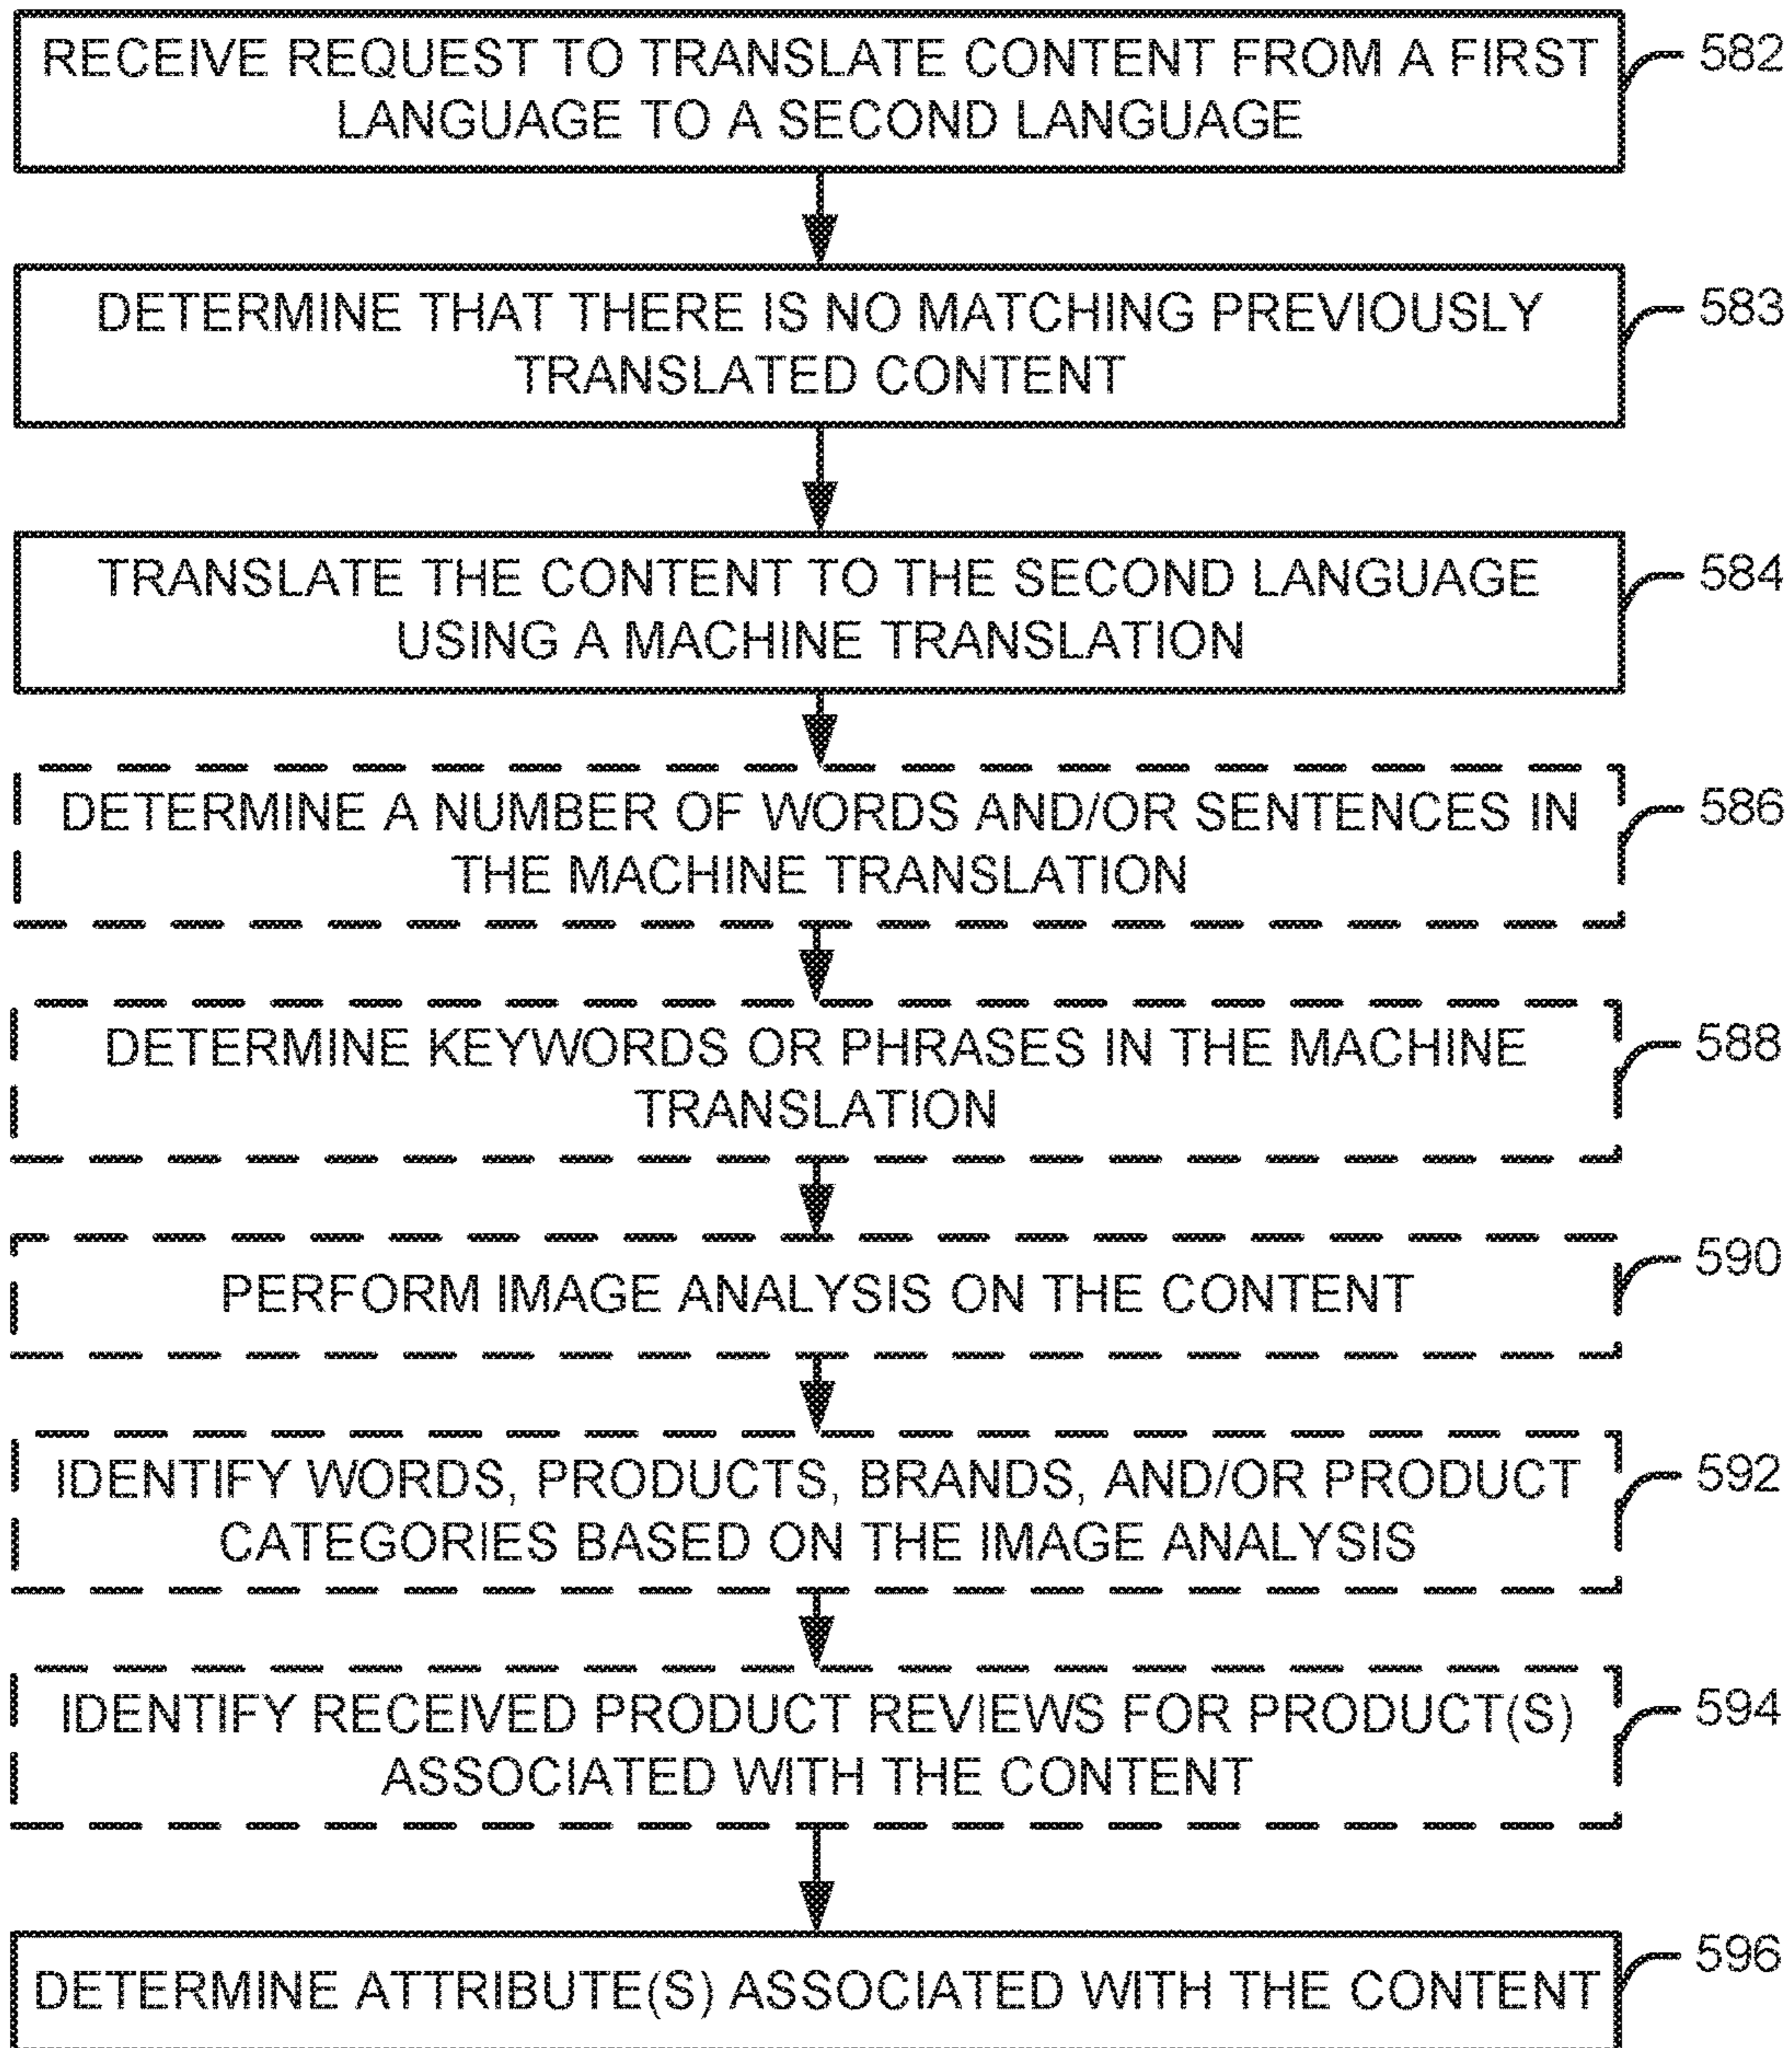 RECEIVE REQUEST TO TRANSLATE CONTENT FROM A FIRST
LANGUAGE TO A SECOND LANGUAGE
582
DETERMINE THAT THERE IS NO MATCHING PREVIOUSLY
TRANSLATED CONTENT
583
TRANSLATE THE CONTENT TO THE SECOND LANGUAGE
USING A MACHINE TRANSLATION
584
DETERMINE A NUMBER OF WORDS AND/OR SENTENCES IN
THE MACHINE TRANSLATION
586
DETERMINE KEYWORDS OR PHRASES IN THE MACHINE
TRANSLATION
588
PERFORM IMAGE ANALYSIS ON THE CONTENT
590
IDENTIFY WORDS, PRODUCTS, BRANDS, AND/OR PRODUCT
CATEGORIES BASED ON THE IMAGE ANALYSIS
592
IDENTIFY RECEIVED PRODUCT REVIEWS FOR PRODUCT(S)
ASSOCIATED WITH THE CONTENT
594
DETERMINE ATTRIBUTE(S) ASSOCIATED WITH THE CONTENT
596